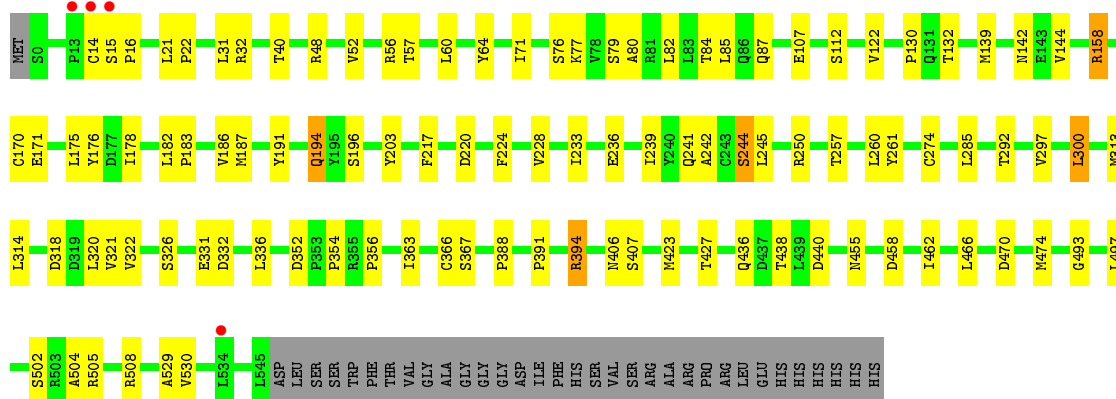 MET S0 P13 C14 S15 P16 L21 P22 L31 R32 T40 R48 V52 R56 T57 L60 Y64 I71 S76 K77 V78 S79 A80 R81 L82 L83 T84 L85 Q86 Q87 E107 S112 V122 P130 Q131 T132 M139 N142 E143 V144 R158
C170 E171 L175 Y176 D177 I178 L182 P183 V186 M187 Y191 Q194 Y195 S196 Y203 F217 D220 F224 V228 I233 E236 I239 Y240 Q241 A242 C243 S244 L245 R250 T257 L260 Y261 C274 L285 T292 V297 L300 M313
L314 D318 D319 L320 V321 V322 S326 E331 D332 L336 D352 P353 P354 R355 P356 I363 C366 S367 P388 P391 R394 N406 S407 M423 T427 Q436 D437 T438 L439 D440 N455 D458 I462 L466 D470 M474 G493 L497
S502 R503 A504 R505 R508 A529 V530 L534 L545 ASP LEU SER SER TRP PHE THR VAL GLY ALA GLY GLY GLY ASP ILE PHE HIS SER VAL SER ARG ALA ALA ARG PRO ARG LEU GLU HIS HIS HIS HIS HIS HIS